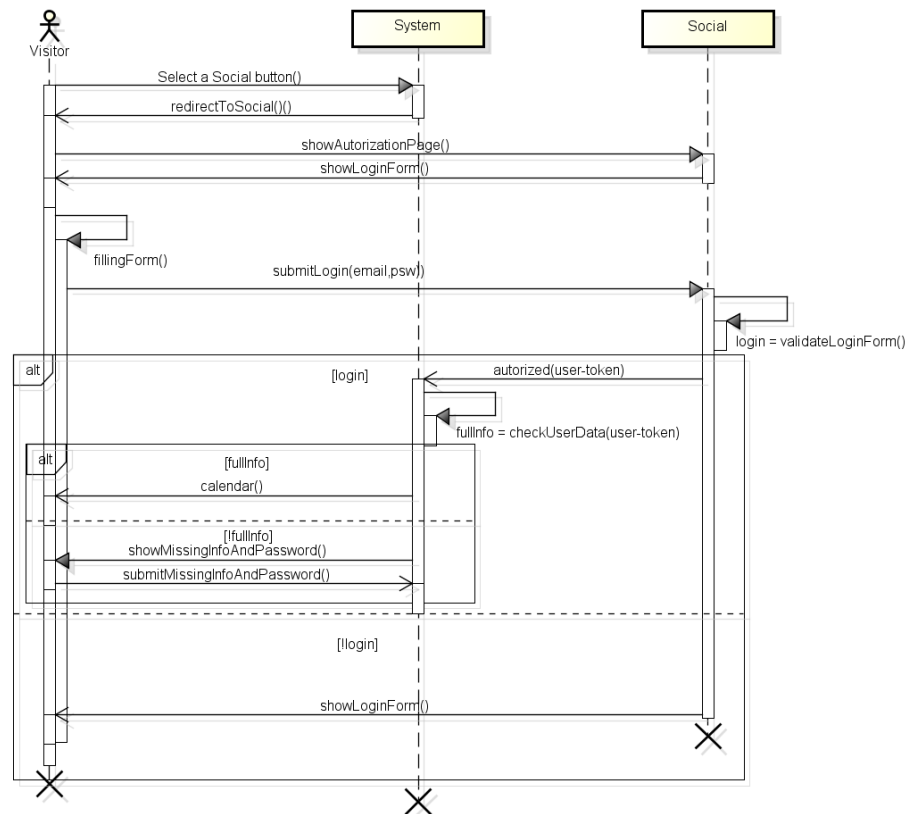 Visitor
System
Social
Select a Social button()
redirectToSocial()()
showAutorizationPage()
showLoginForm()
fillingForm()
submitLogin(email,psw))
login = validateLoginForm()
alt
[login]
autorized(user-token)
fullInfo = checkUserData(user-token)
alt
[fullInfo]
calendar()
[!fullInfo]
showMissingInfoAndPassword()
submitMissingInfoAndPassword()
[!login]
showLoginForm()